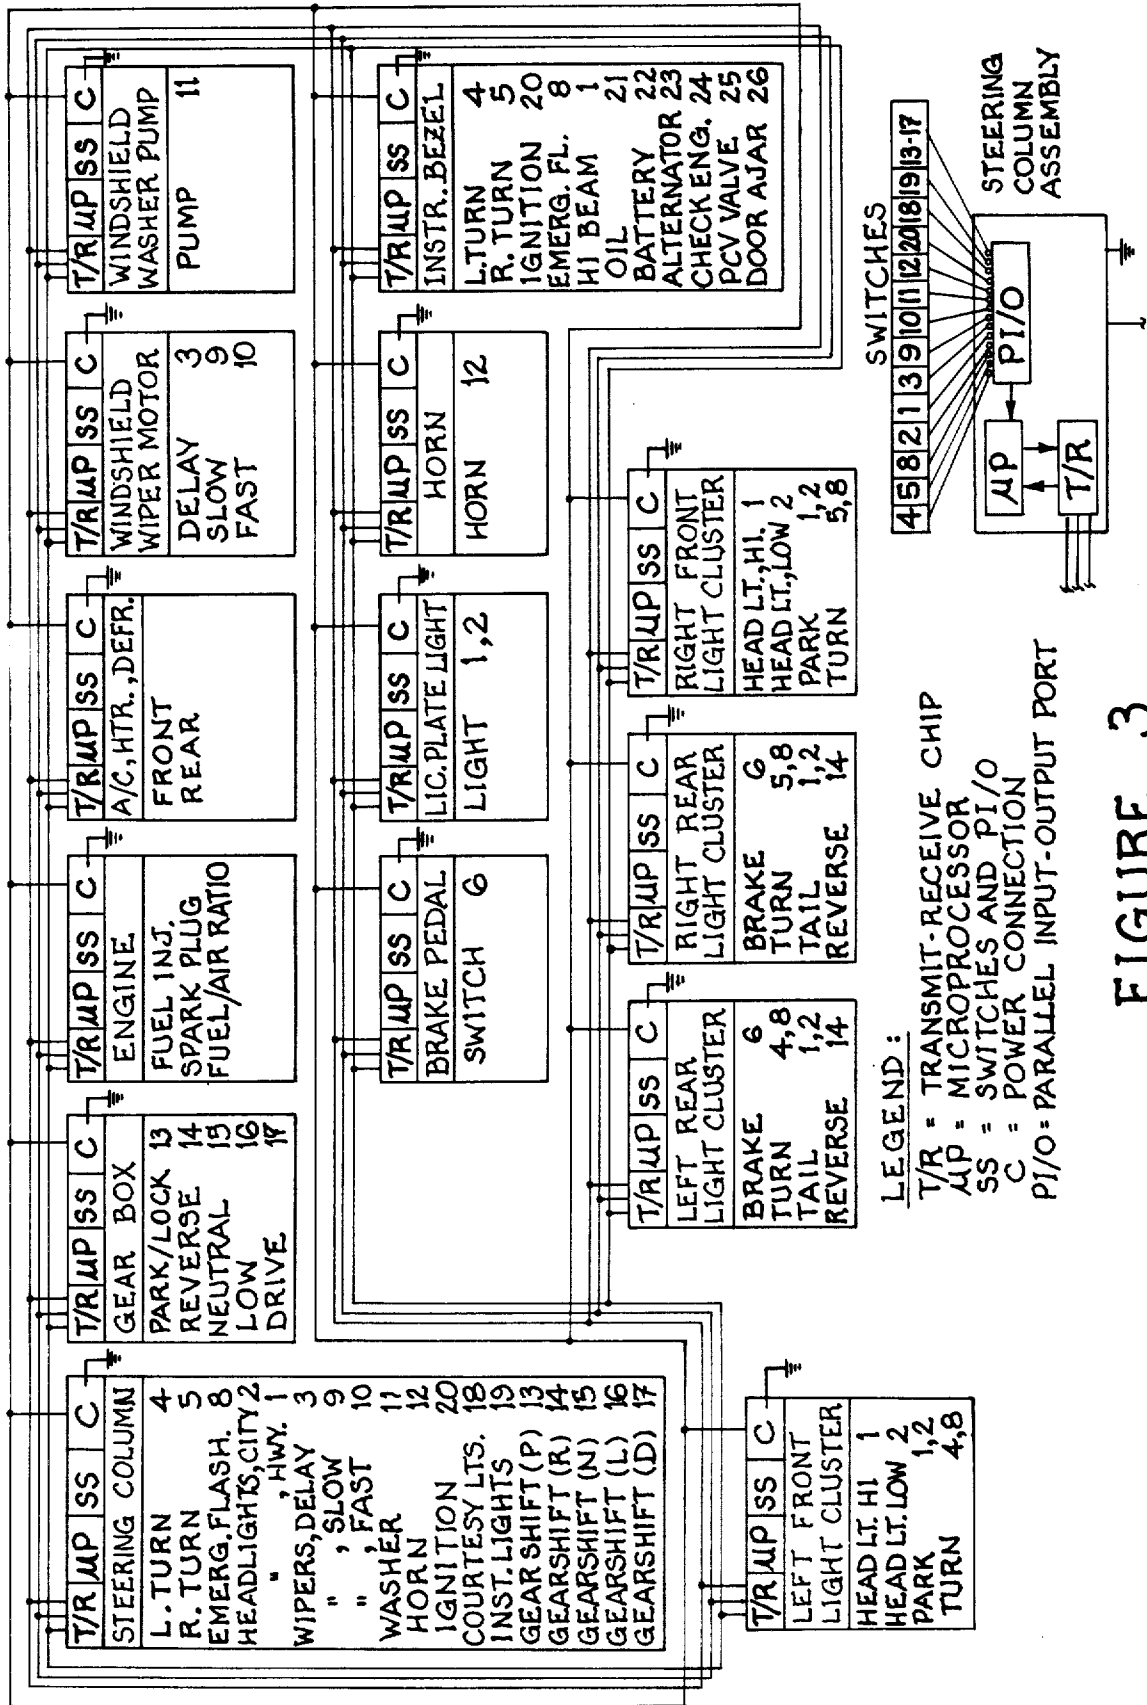 T/R µP SS C
STEERING COLUMN
L. TURN 4
R. TURN 5
EMERG. FLASH. 8
HEADLIGHTS, CITY 2
" , HWY. 1
WIPERS, DELAY 3
" , SLOW 9
" , FAST 10
WASHER 11
HORN 12
IGNITION 20
COURTESY LTS. 18
INST. LIGHTS 19
GEARSHIFT (P) 13
GEARSHIFT (R) 14
GEARSHIFT (N) 15
GEARSHIFT (L) 16
GEARSHIFT (D) 17
T/R µP SS C
GEAR BOX
PARK/LOCK 13
REVERSE 14
NEUTRAL 15
LOW 16
DRIVE 17
T/R µP SS C
ENGINE
FUEL INJ.
SPARK PLUG
FUEL/AIR RATIO
T/R µP SS C
A/C, HTR., DEFR.
FRONT
REAR
T/R µP SS C
WINDSHIELD
WIPER MOTOR
DELAY 3
SLOW 9
FAST 10
T/R µP SS C
WINDSHIELD
WASHER PUMP
PUMP 11
T/R µP SS C
BRAKE PEDAL
SWITCH 6
T/R µP SS C
LIC. PLATE LIGHT
LIGHT 1,2
T/R µP SS C
HORN
HORN 12
T/R µP SS C
INSTR. BEZEL
L. TURN 4
R. TURN 5
IGNITION 20
EMERG. FL. 8
HI BEAM 1
OIL 21
BATTERY 22
ALTERNATOR 23
CHECK ENG. 24
PCV VALVE 25
DOOR AJAR 26
T/R µP SS C
LEFT FRONT
LIGHT CLUSTER
HEAD LT. HI 1
HEAD LT. LOW 2
PARK 1,2
TURN 4,8
T/R µP SS C
LEFT REAR
LIGHT CLUSTER
BRAKE 6
TURN 4,8
TAIL 1,2
REVERSE 14
T/R µP SS C
RIGHT REAR
LIGHT CLUSTER
BRAKE 6
TURN 5,8
TAIL 1,2
REVERSE 14
T/R µP SS C
RIGHT FRONT
LIGHT CLUSTER
HEAD LT., HI. 1
HEAD LT., LOW 2
PARK 1,2
TURN 5,8
LEGEND:
T/R = TRANSMIT-RECEIVE CHIP
µP = MICROPROCESSOR
SS = SWITCHES AND PI/O
C = POWER CONNECTION
PI/O = PARALLEL INPUT-OUTPUT PORT
SWITCHES
4 5 8 2 1 3 9 10 11 12 20 18 19 13-17
µP
PI/O
T/R
STEERING
COLUMN
ASSEMBLY
FIGURE 3